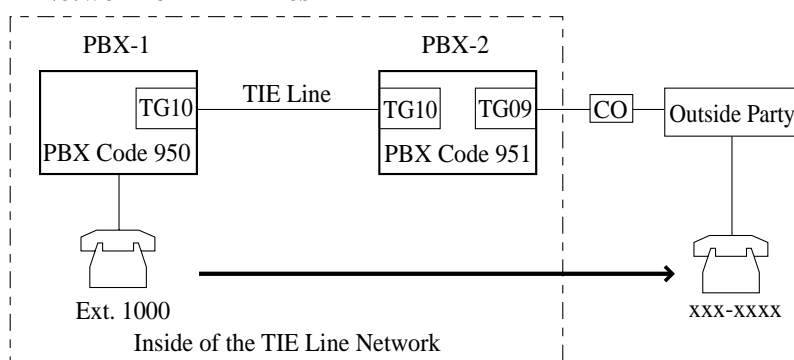 PBX-1
PBX-2
TG10
TIE Line
TG10
TG09
CO
Outside Party
PBX Code 950
PBX Code 951
Ext. 1000
xxx-xxxx
Inside of the TIE Line Network